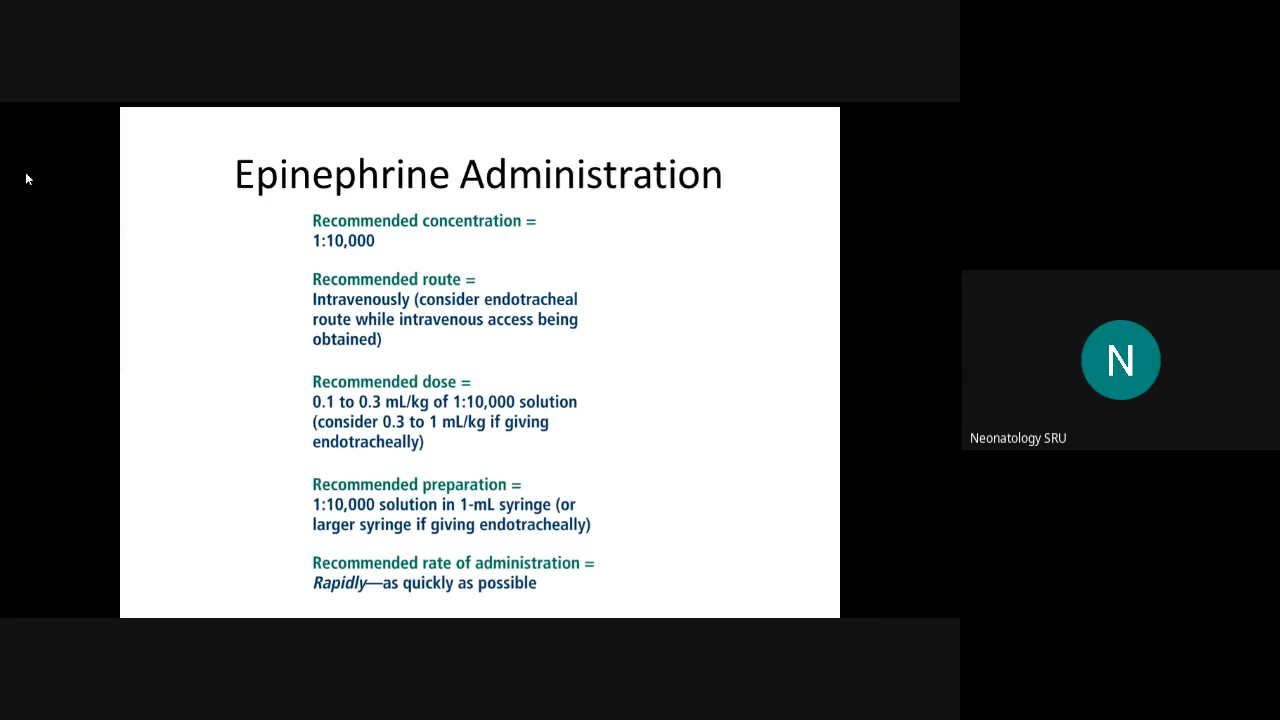 Epinephrine Administration
Recommended concentration =
1:10,000
Recommended route =
Intravenously (consider endotracheal
route while intravenous access being
obtained)
Recommended dose =
0.1 to 0.3 mL/kg of 1:10,000 solution
(consider 0.3 to 1 mL/kg if giving
endotracheally)
Recommended preparation =
1:10,000 solution in 1-mL syringe (or
larger syringe if giving endotracheally)
Recommended rate of administration =
Rapidly—as quickly as possible
N
Neonatology SRU